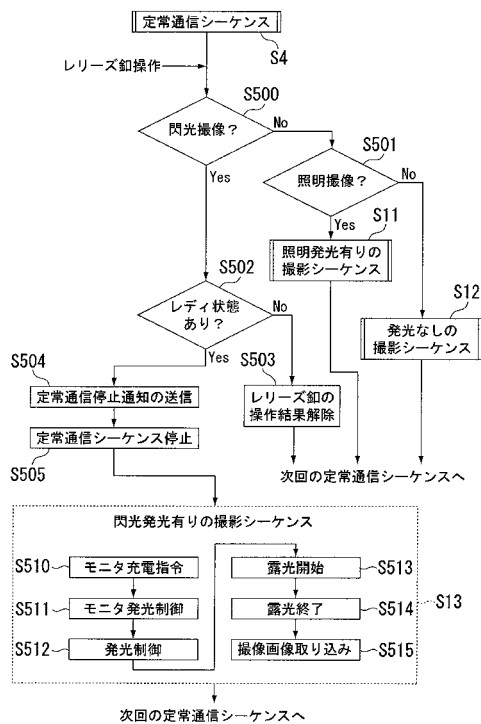 定常通信シーケンス
S4
レリーズ釦操作
S500
閃光撮像？
No
Yes
S501
照明撮像？
No
Yes
S11
照明発光有りの
撮影シーケンス
S12
発光なしの
撮影シーケンス
S502
レディ状態
あり？
No
Yes
S503
レリーズ釦の
操作結果解除
S504
定常通信停止通知の送信
定常通信シーケンス停止
S505
次回の定常通信シーケンスへ
閃光発光有りの撮影シーケンス
S510
モニタ充電指令
S511
モニタ発光制御
S512
発光制御
露光開始
S513
露光終了
S514
撮像画像取り込み
S515
S13
次回の定常通信シーケンスへ